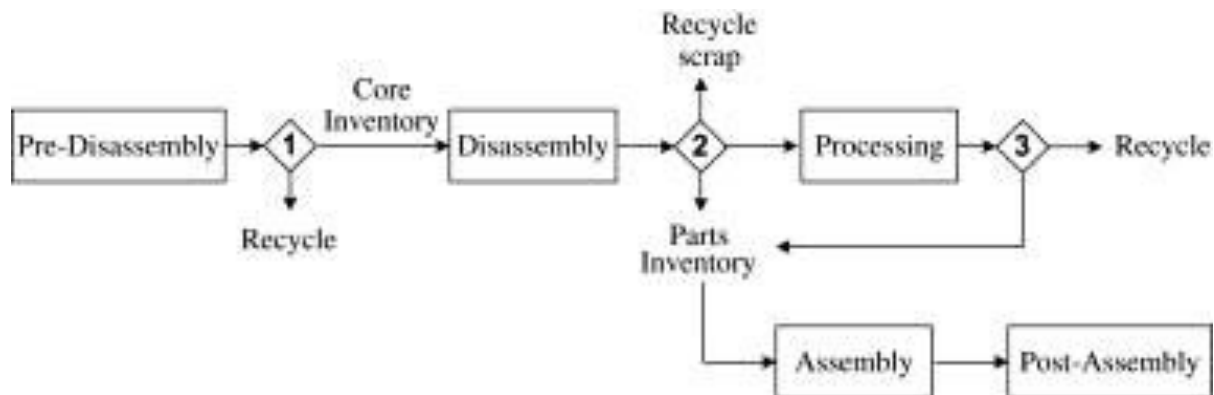 Recycle
scrap
Core
Inventory
Pre-Disassembly
1
Disassembly
2
Processing
3
Recycle
Recycle
Parts
Inventory
Assembly
Post-Assembly